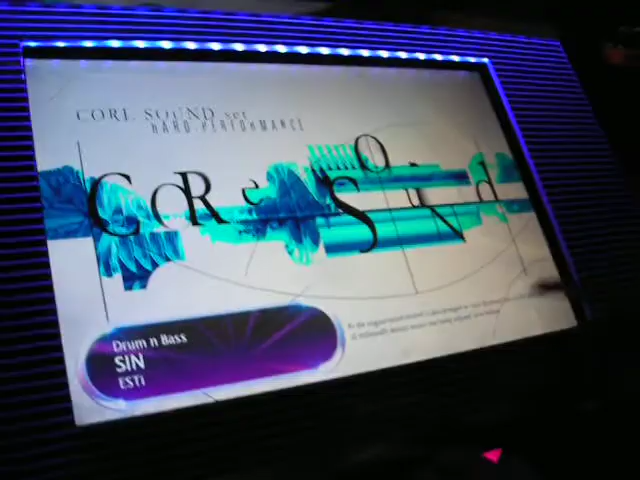 CORE SOUND set
HARD PERFORMANCE
CORe SOUNd
Drum n Bass
SIN
ESTi